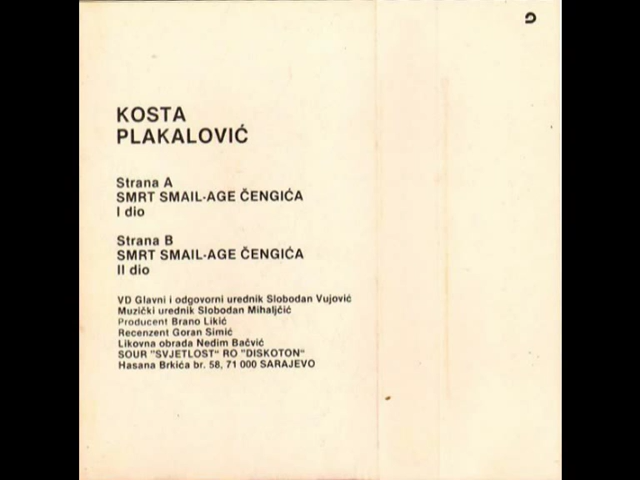 KOSTA
PLAKALOVIĆ
Strana A
SMRT SMAIL-AGE ČENGIĆA
I dio
Strana B
SMRT SMAIL-AGE ČENGIĆA
II dio
VD Glavni i odgovorni urednik Slobodan Vujović
Muzički urednik Slobodan Mihaljčić
Producent Brano Likić
Recenzent Goran Simić
Likovna obrada Nedim Bačvić
SOUR "SVJETLOST" RO "DISKOTON"
Hasana Brkića br. 58, 71 000 SARAJEVO